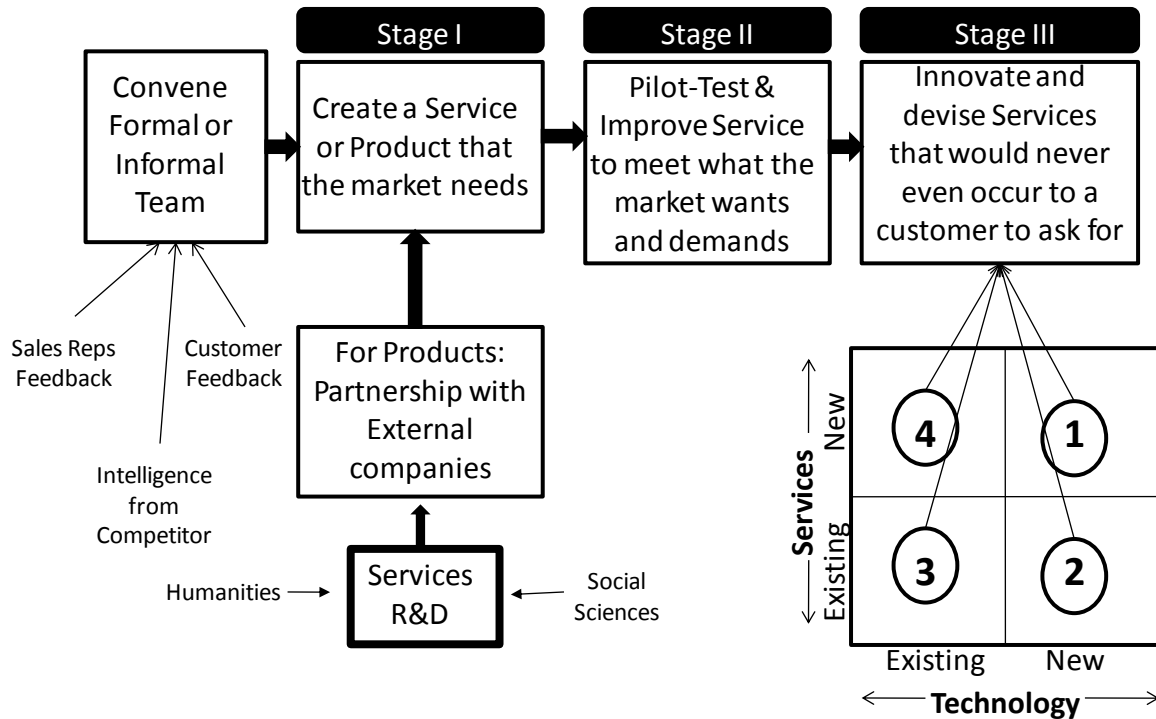 Stage I
Stage II
Stage III
Convene
Formal or
Informal
Team
Create a Service
or Product that
the market needs
Pilot-Test &
Improve Service
to meet what the
market wants
and demands
Innovate and
devise Services
that would never
even occur to a
customer to ask for
Sales Reps
Feedback
Customer
Feedback
Intelligence
from
Competitor
For Products:
Partnership with
External
companies
Humanities
Services
R&D
Social
Sciences
Services
New
Existing
4
1
3
2
Existing
New
Technology